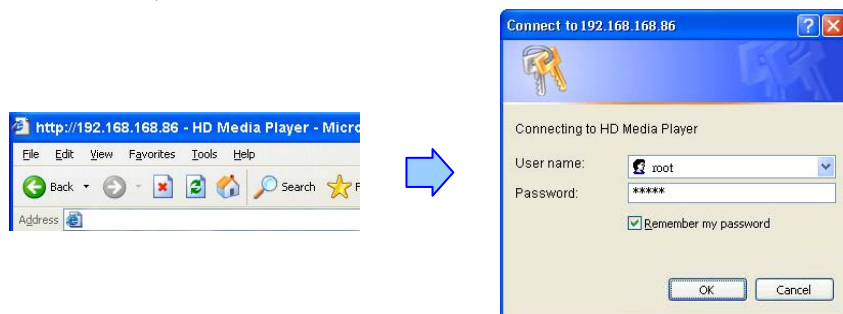 http://192.168.168.86 - HD Media Player - Micro
File Edit View Favorites Tools Help
Back Search F
Address
Connect to 192.168.168.86
Connecting to HD Media Player
User name: root
Password: *****
Remember my password
OK Cancel